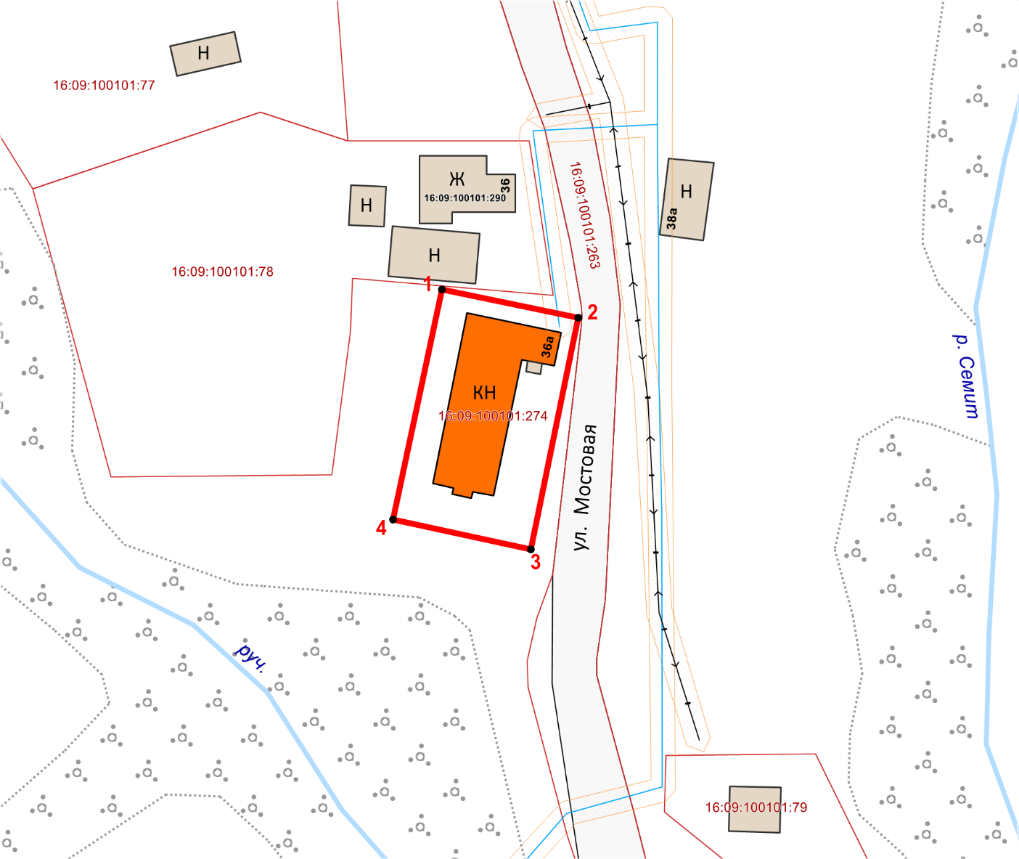 Н
16:09:100101:77
Ж
36
16:09:100101:290
Н
Н
38а
16:09:100101:263
Н
16:09:100101:78
Н
1
2
36а
КН
16:09:100101:274
р. Семит
ул. Мостовая
4
3
руч.
16:09:100101:79